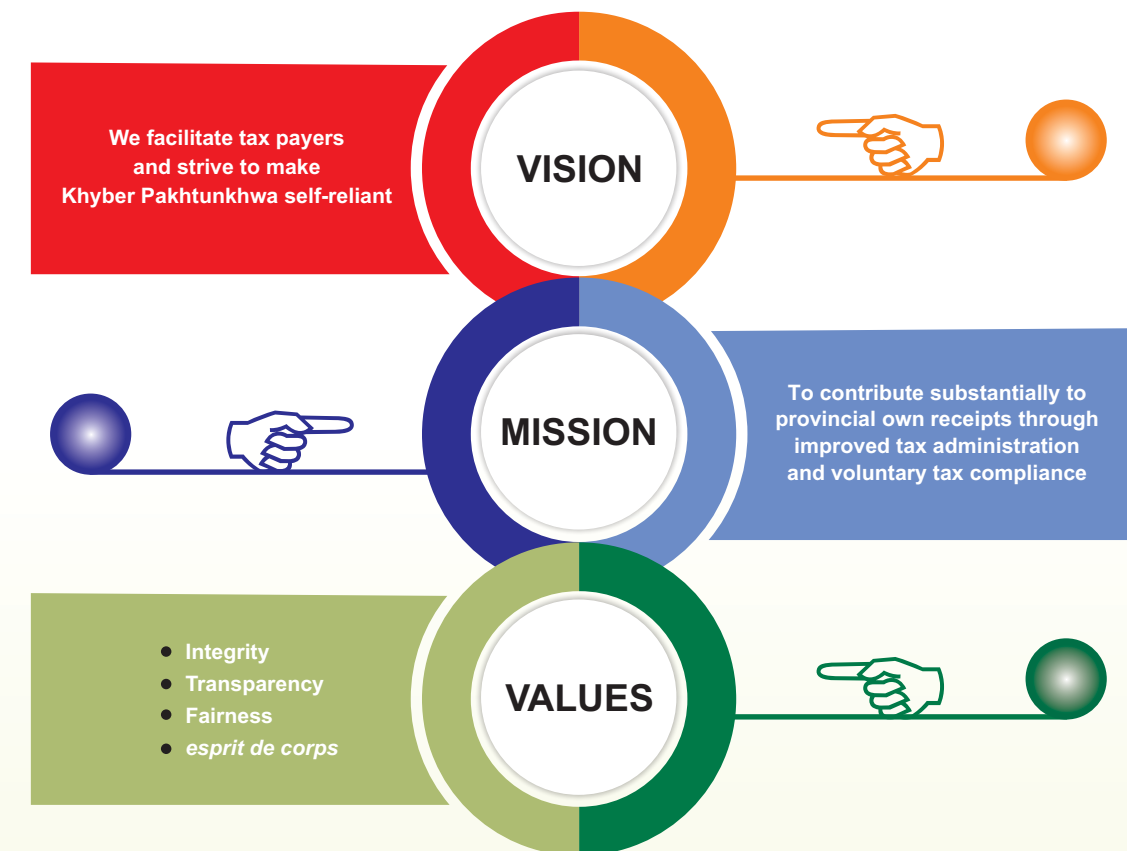 We facilitate tax payers
and strive to make
Khyber Pakhtunkhwa self-reliant
VISION
MISSION
To contribute substantially to
provincial own receipts through
improved tax administration
and voluntary tax compliance
• Integrity
• Transparency
• Fairness
• esprit de corps
VALUES